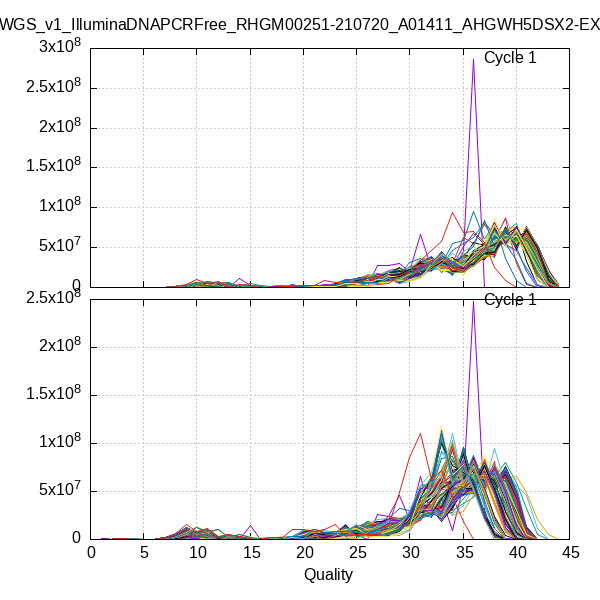 WGS_v1_IlluminaDNAPCRFree_RHGM00251-210720_A01411_AHGWH5DSX2-EX
3x10^8
Cycle 1
2.5x10^8
2x10^8
1.5x10^8
1x10^8
5x10^7
0
2.5x10^8
Cycle 1
2x10^8
1.5x10^8
1x10^8
5x10^7
0
0 5 10 15 20 25 30 35 40 45
Quality